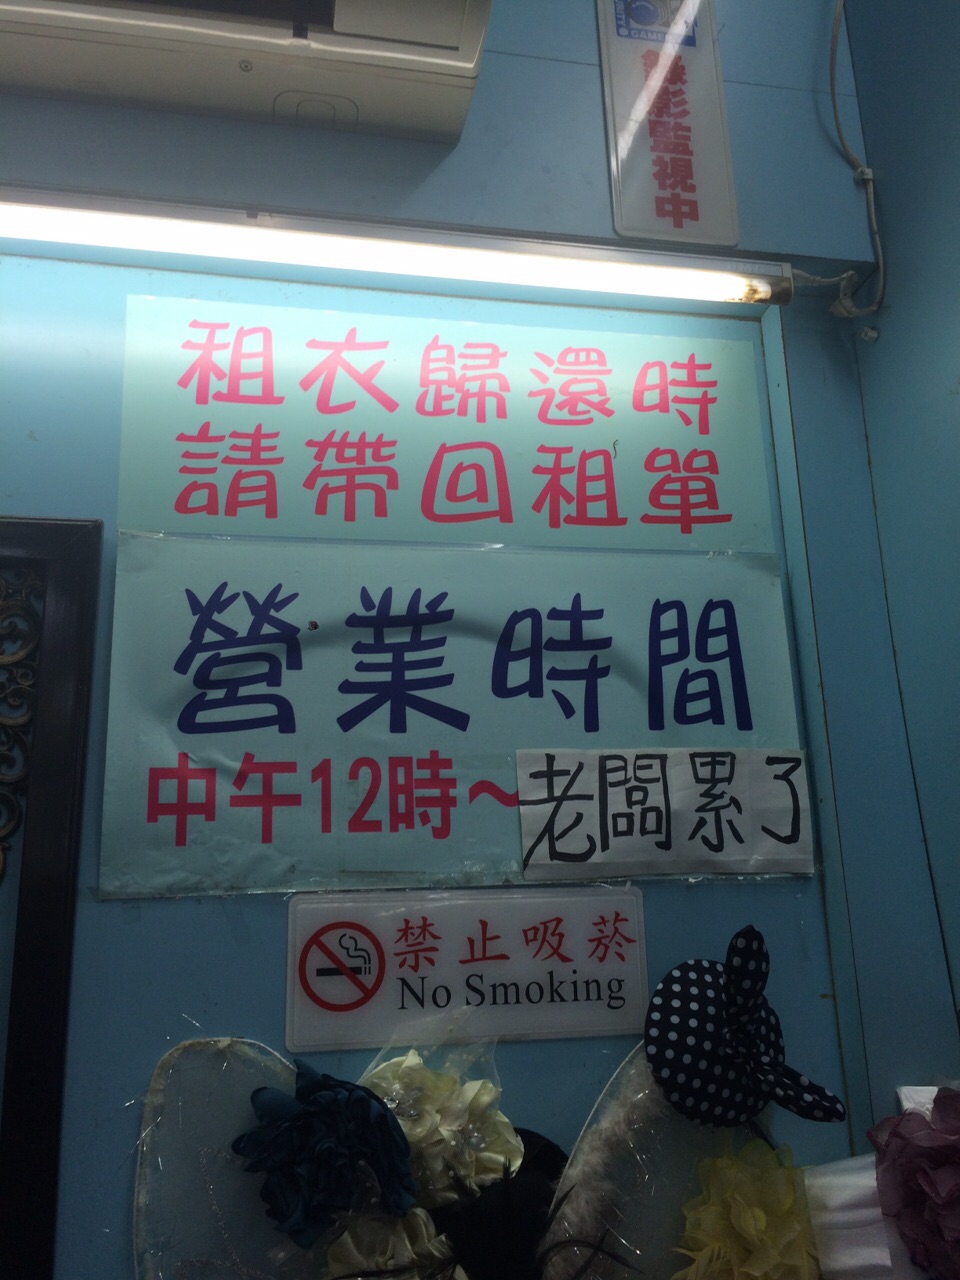 錄影監視中
租衣歸還時
請帶回租單
營業時間
中午12時~老闆累了
禁止吸菸
No Smoking